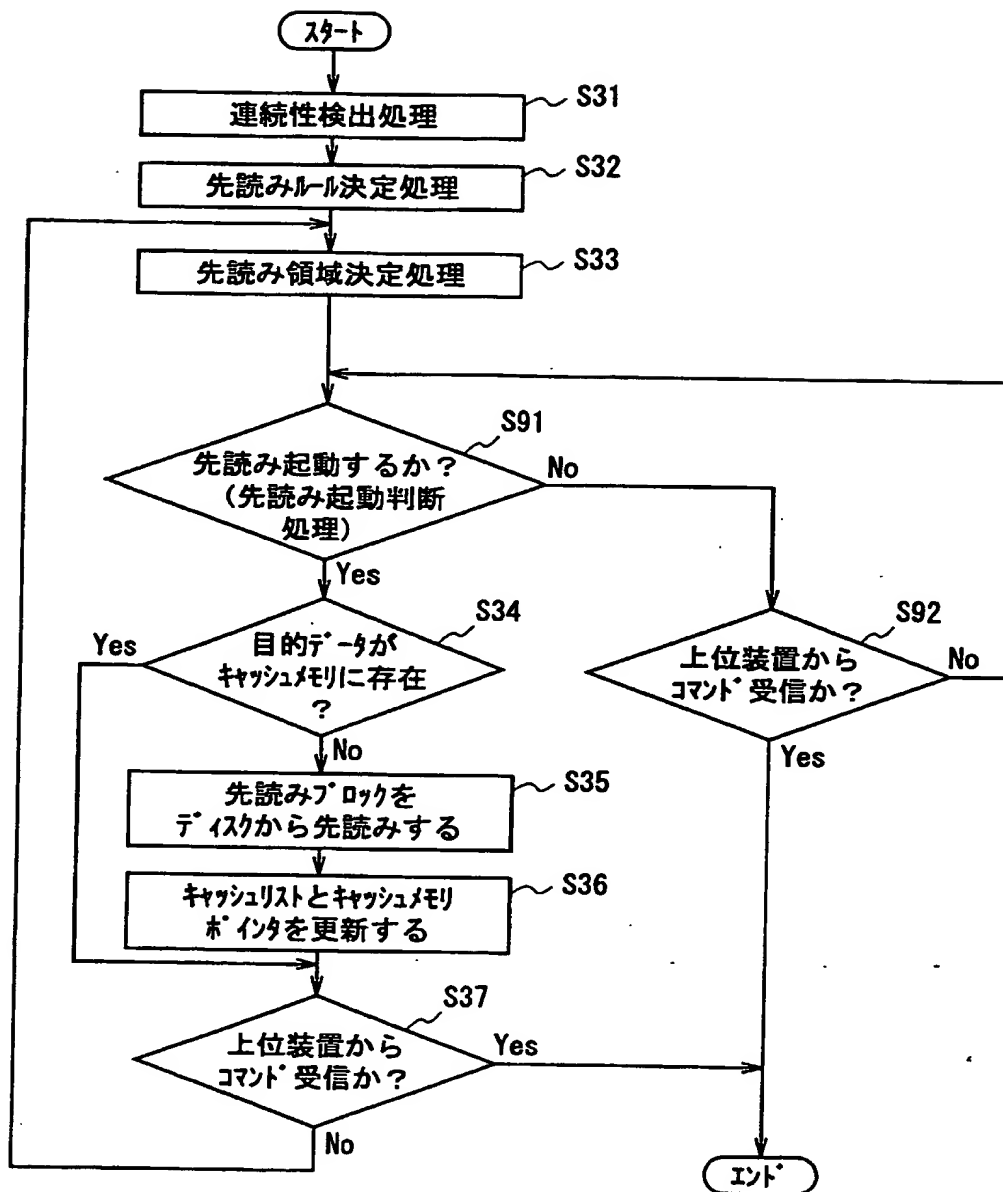 スタート
連続性検出処理
S31
先読みルール決定処理
S32
先読み領域決定処理
S33
先読み起動するか?
(先読み起動判断
処理)
S91
No
Yes
目的データが
キャッシュメモリに存在
?
S34
Yes
No
上位装置から
コマンド受信か?
S92
No
Yes
先読みブロックを
ディスクから先読みする
S35
キャッシュリストとキャッシュメモリ
ポインタを更新する
S36
上位装置から
コマンド受信か?
S37
Yes
No
エンド